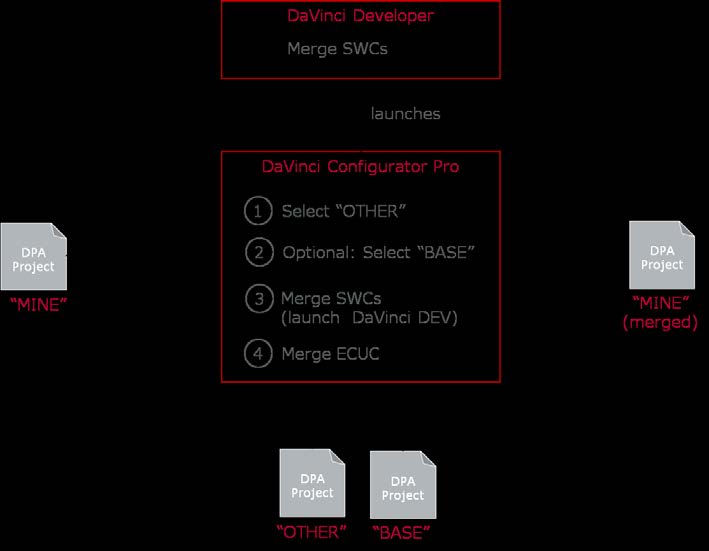 DaVinci Developer
Merge SWCs
launches
DaVinci Configurator Pro
1 Select “OTHER”
2 Optional: Select “BASE”
3 Merge SWCs
(launch DaVinci DEV)
4 Merge ECUC
DPA
Project
“MINE”
DPA
Project
“MINE”
(merged)
DPA
Project
“OTHER”
DPA
Project
“BASE”